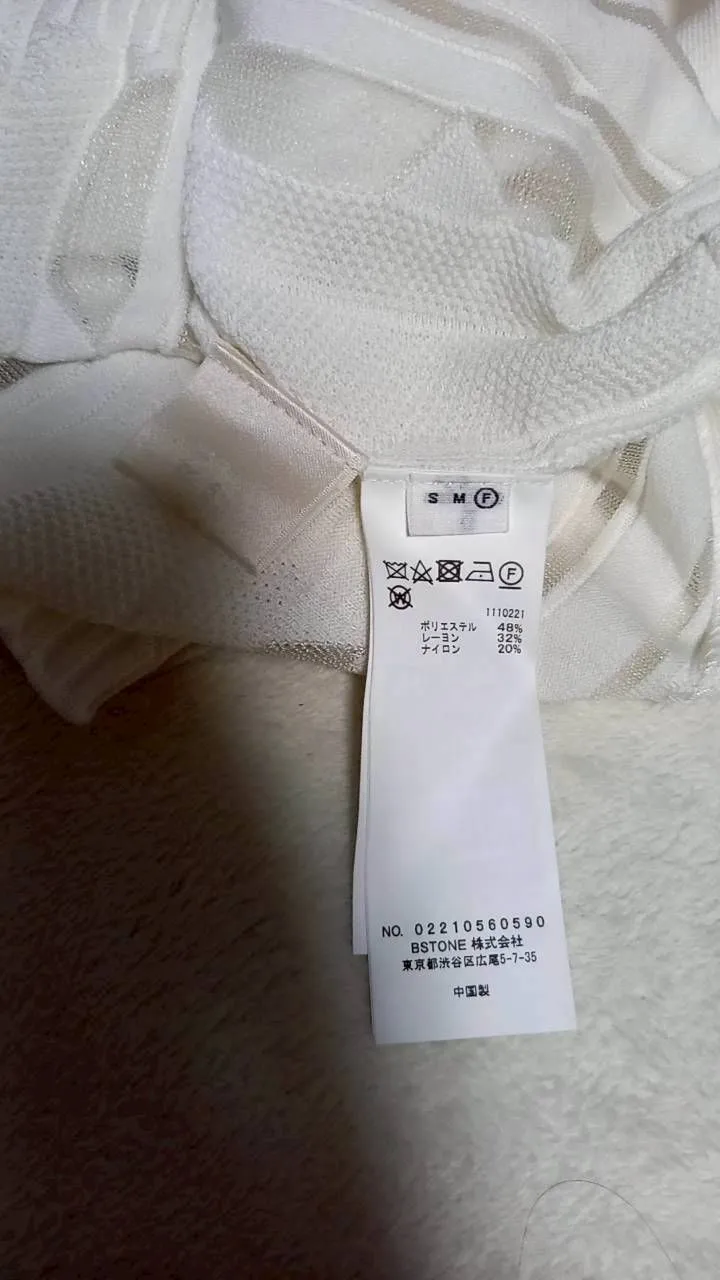 S M F
F
W
1110221
ポリエステル 48%
レーヨン 32%
ナイロン 20%
NO. 02210560590
BSTONE 株式会社
東京都渋谷区広尾5-7-35
中国製